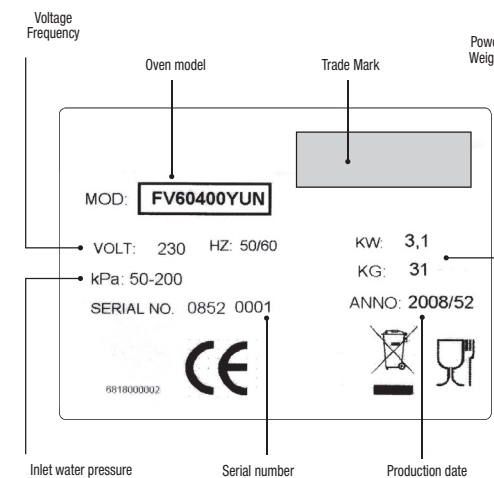 Voltage
Frequency
Oven model
Trade Mark
MOD: FV60400YUN
VOLT: 230 HZ: 50/60
KW: 3,1
kPa: 50-200
KG: 31
SERIAL NO. 0852 0001
ANNO: 2008/52
CE
6818000002
Inlet water pressure
Serial number
Production date